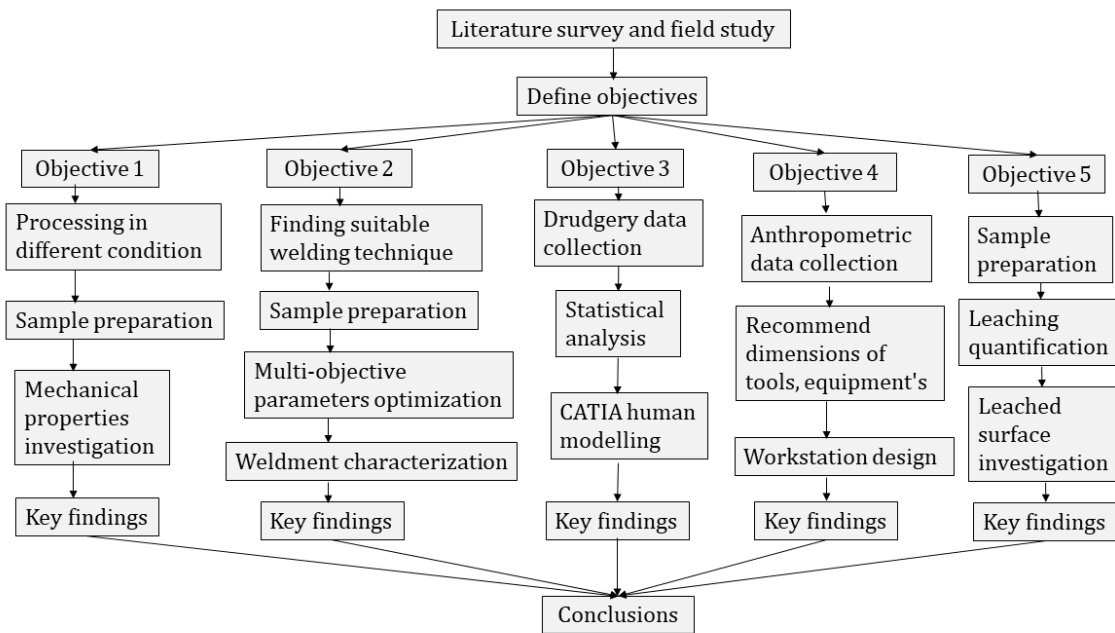 Literature survey and field study
Define objectives
Objective 1
Processing in
different condition
Sample preparation
Mechanical
properties
investigation
Key findings
Objective 2
Finding suitable
welding technique
Sample preparation
Multi-objective
parameters optimization
Weldment characterization
Key findings
Objective 3
Drudgery data
collection
Statistical
analysis
CATIA human
modelling
Key findings
Objective 4
Anthropometric
data collection
Recommend
dimensions of
tools, equipment's
Workstation design
Key findings
Objective 5
Sample
preparation
Leaching
quantification
Leached
surface
investigation
Key findings
Conclusions